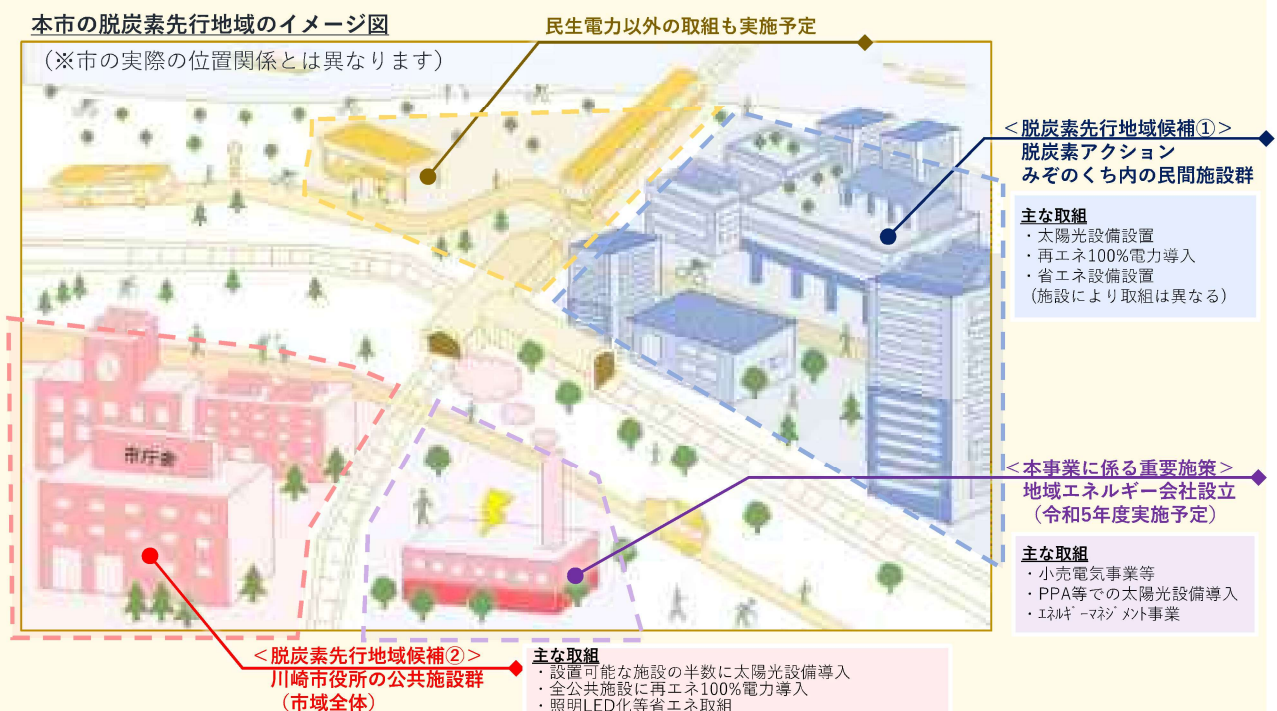 本市の脱炭素先行地域のイメージ図
（※市の実際の位置関係とは異なります）
民生電力以外の取組も実施予定
＜脱炭素先行地域候補①＞
脱炭素アクション
みぞのくち内の民間施設群
主な取組
・太陽光設備設置
・再エネ100%電力導入
・省エネ設備設置
（施設により取組は異なる）
市庁舎
＜本事業に係る重要施策＞
地域エネルギー会社設立
（令和5年度実施予定）
主な取組
・小売電気事業等
・PPA等での太陽光設備導入
・ｴﾈﾙｷﾞｰﾏﾈｼﾞﾒﾝﾄ事業
＜脱炭素先行地域候補②＞
川崎市役所の公共施設群
（市域全体）
主な取組
・設置可能な施設の半数に太陽光設備導入
・全公共施設に再エネ100%電力導入
・照明LED化等省エネ取組